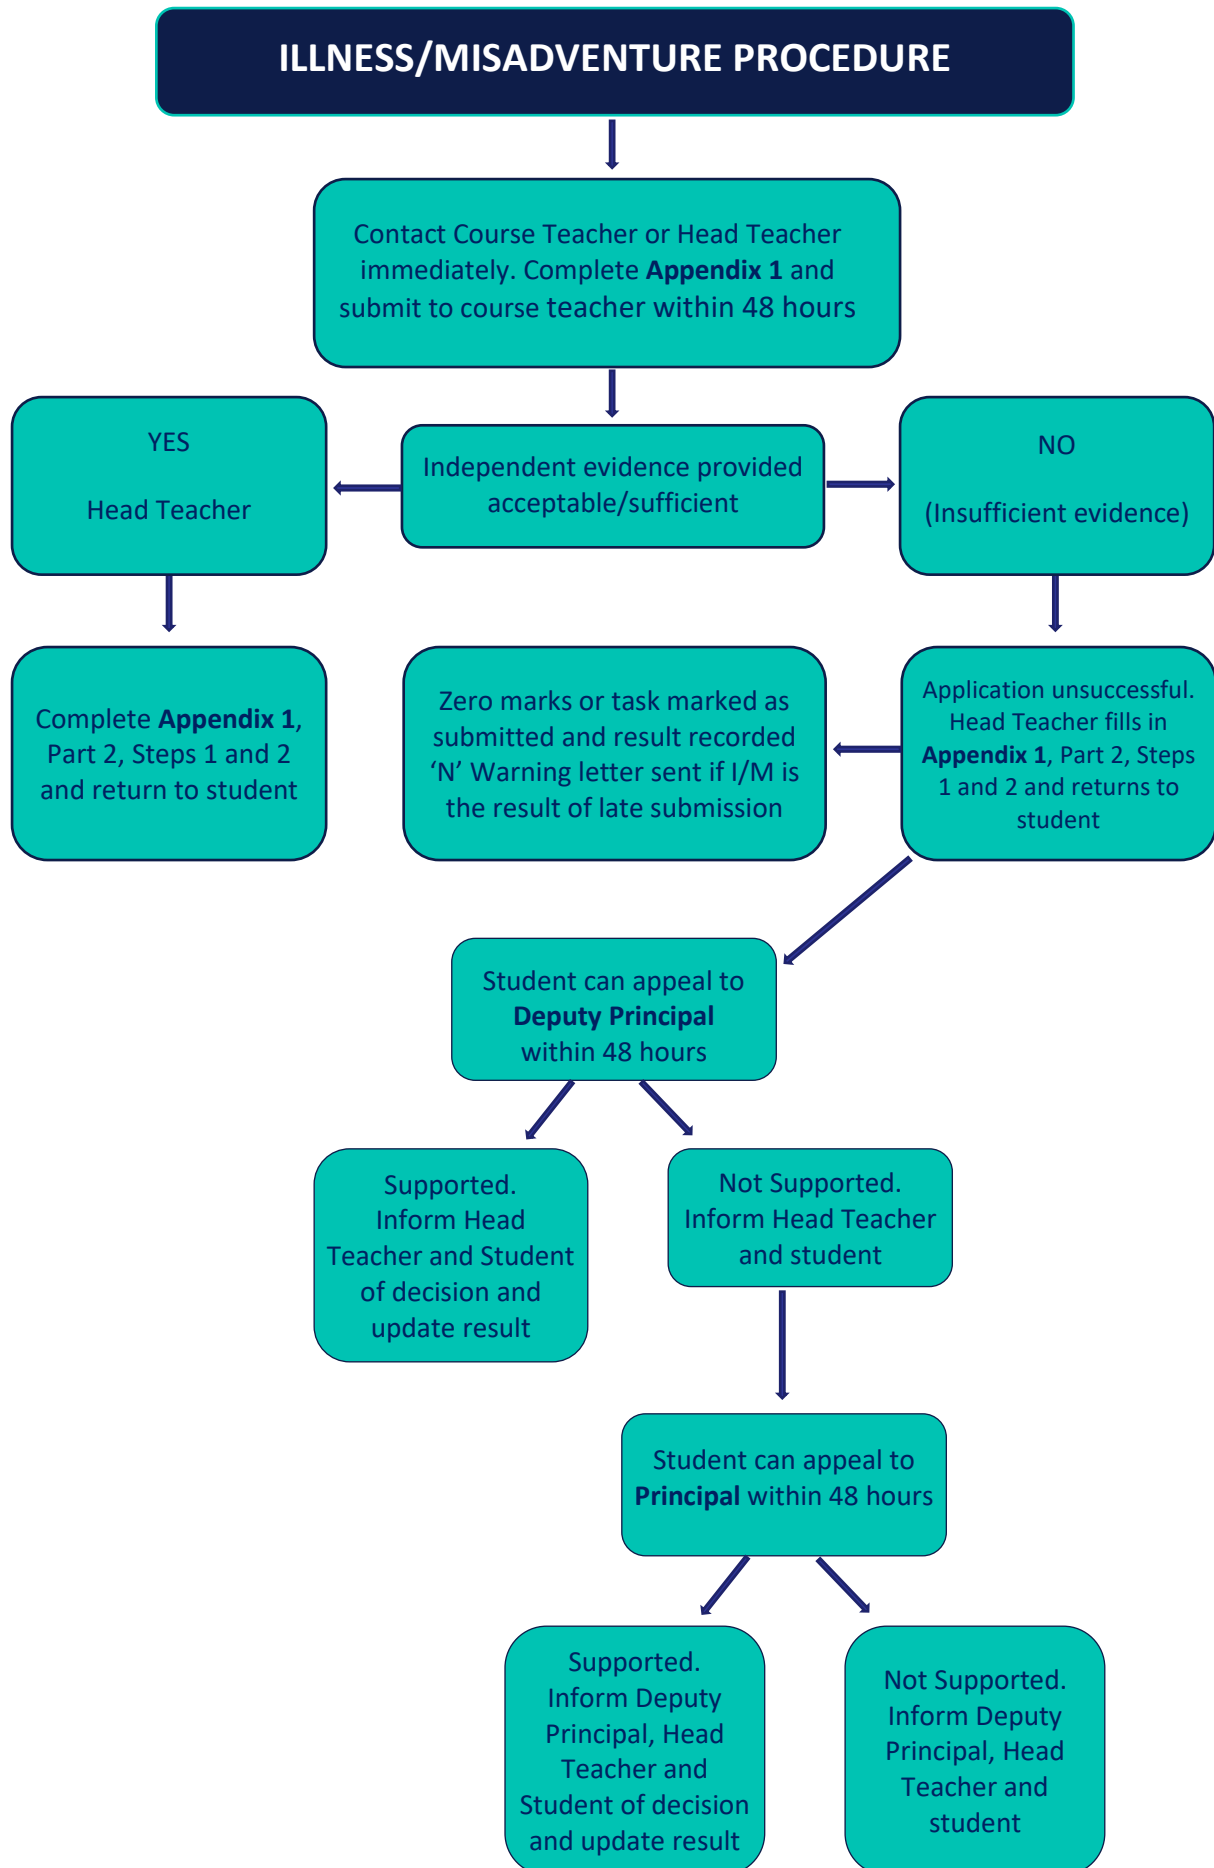 ILLNESS/MISADVENTURE PROCEDURE
Contact Course Teacher or Head Teacher
immediately. Complete Appendix 1 and
submit to course teacher within 48 hours
YES
Head Teacher
Independent evidence provided
acceptable/sufficient
NO
(Insufficient evidence)
Complete Appendix 1,
Part 2, Steps 1 and 2
and return to student
Zero marks or task marked as
submitted and result recorded
‘N’ Warning letter sent if I/M is
the result of late submission
Application unsuccessful.
Head Teacher fills in
Appendix 1, Part 2, Steps
1 and 2 and returns to
student
Student can appeal to
Deputy Principal
within 48 hours
Supported.
Inform Head
Teacher and Student
of decision and
update result
Not Supported.
Inform Head Teacher
and student
Student can appeal to
Principal within 48 hours
Supported.
Inform Deputy
Principal, Head
Teacher and
Student of decision
and update result
Not Supported.
Inform Deputy
Principal, Head
Teacher and
student